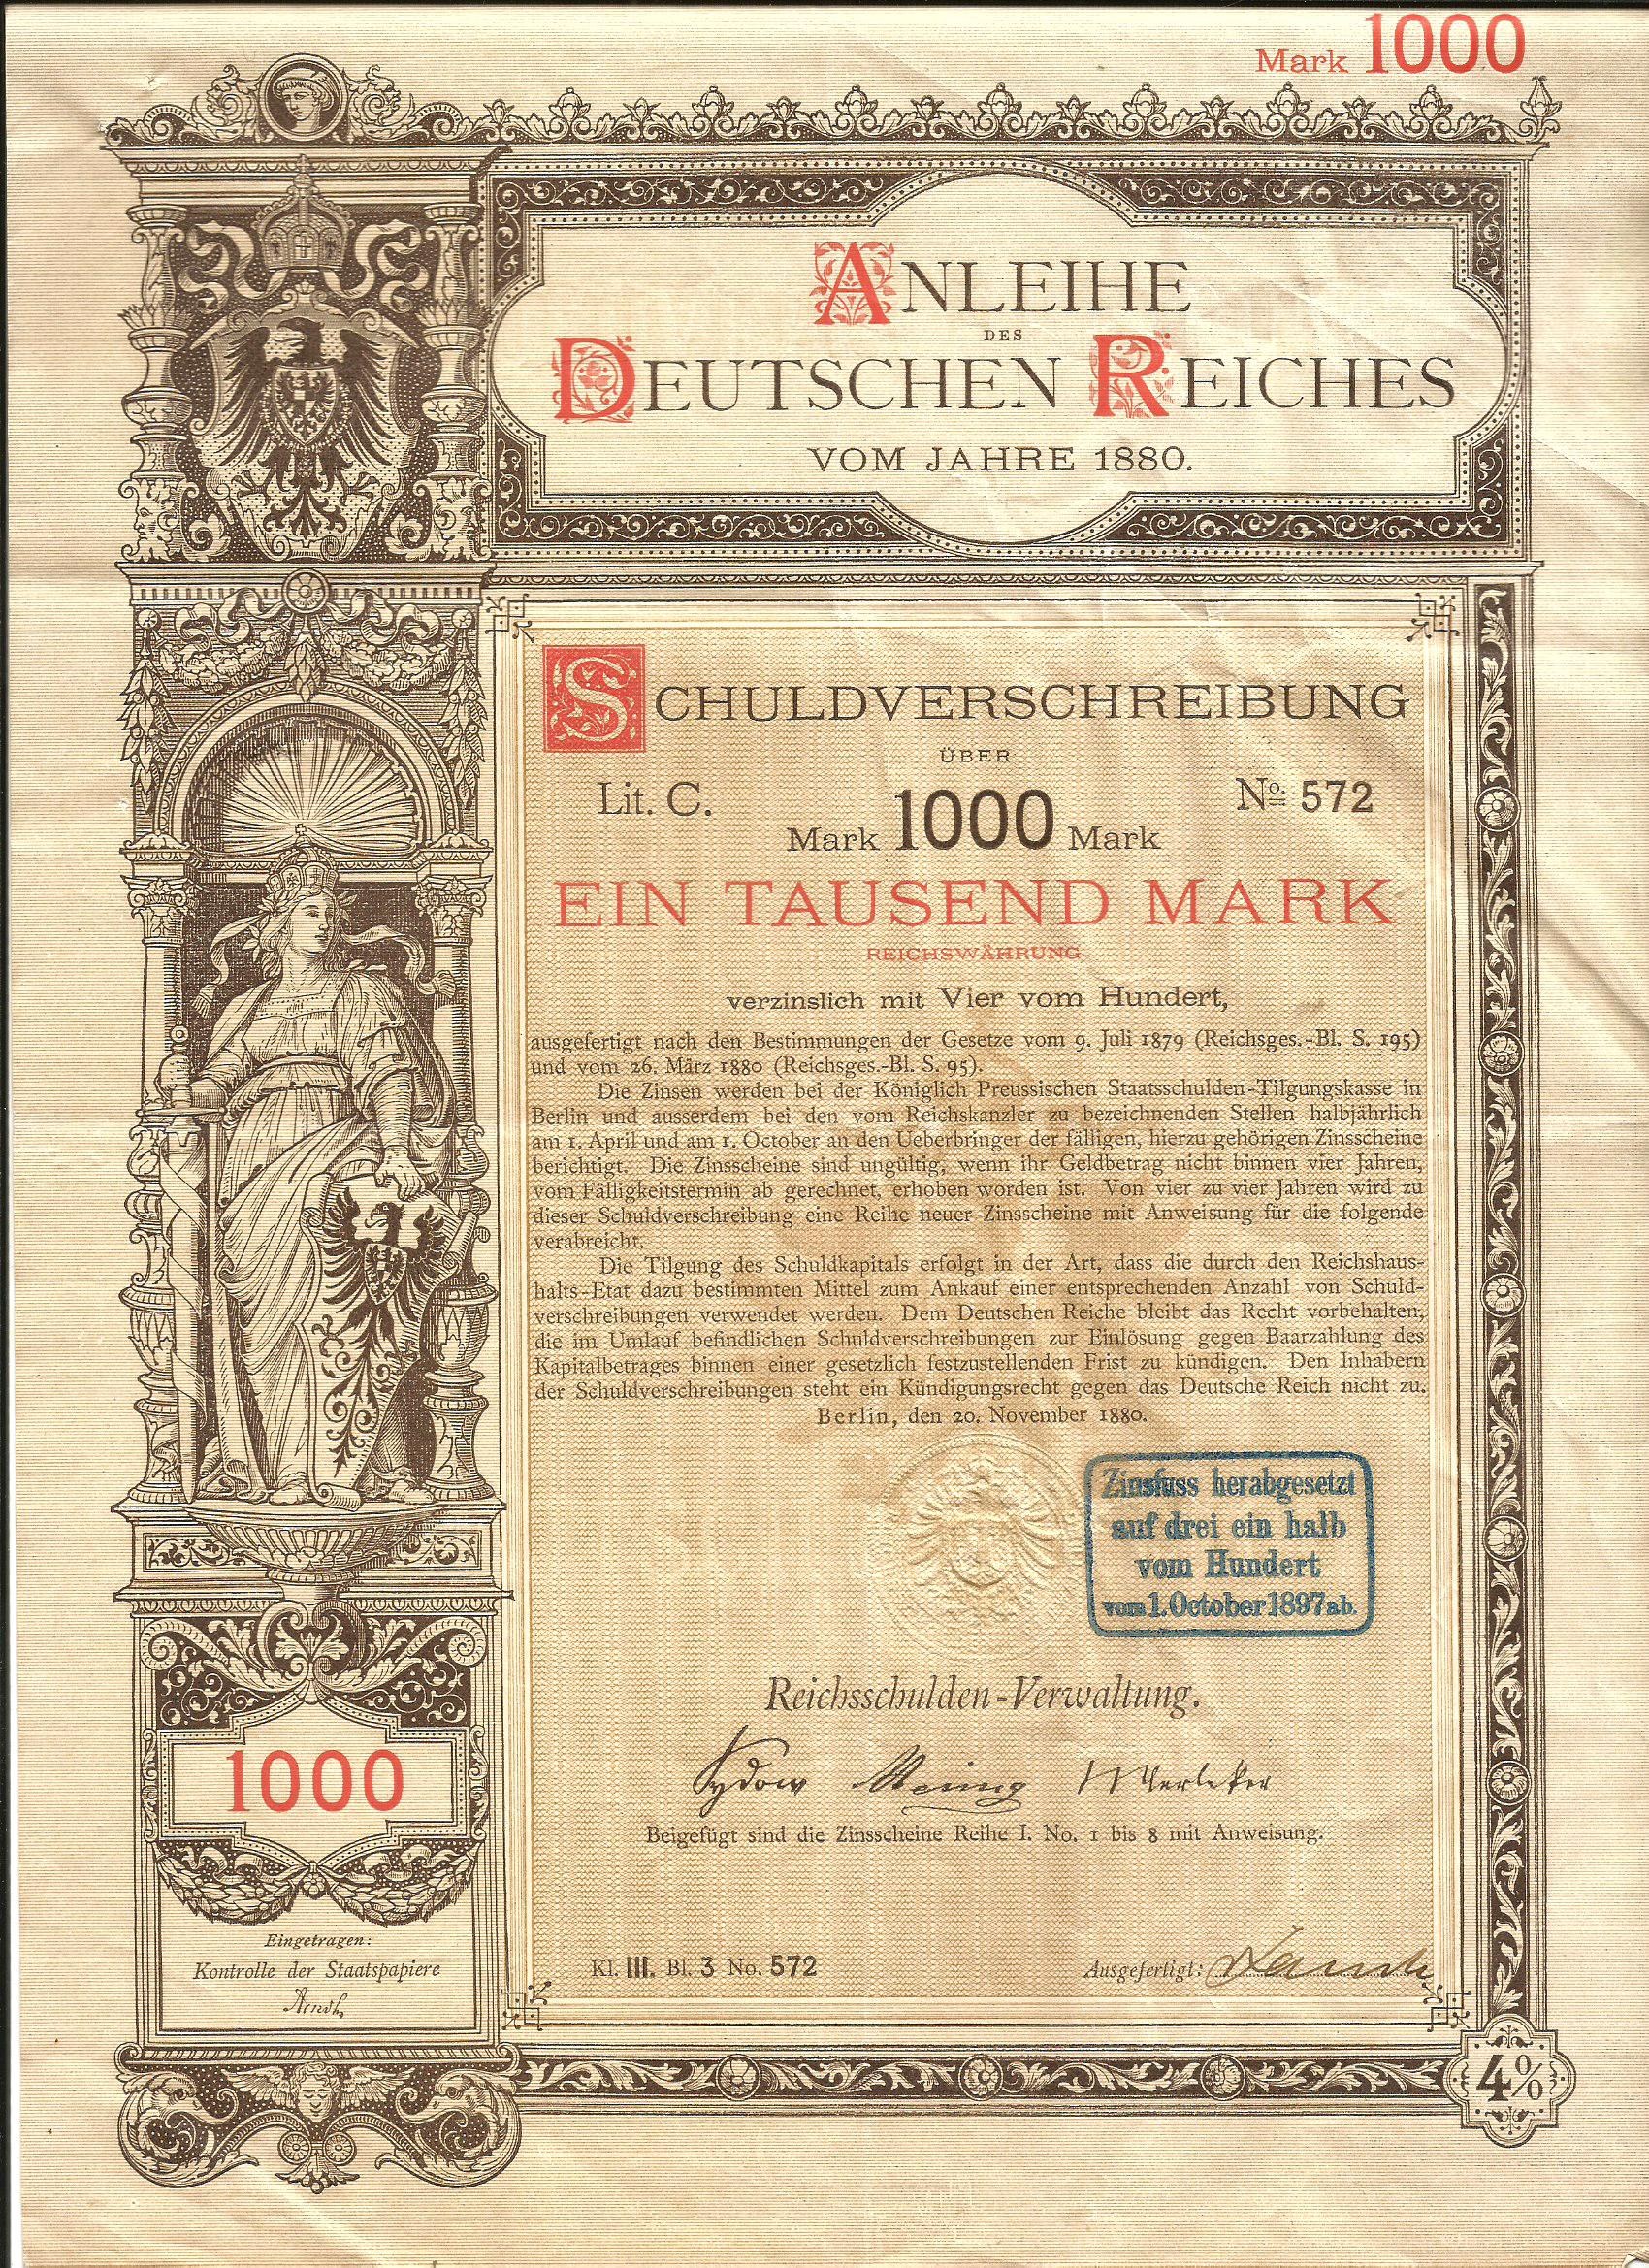 Mark 1000
ANLEIHE
DES
DEUTSCHEN REICHES
VOM JAHRE 1880.
SCHULDVERSCHREIBUNG
ÜBER
Lit. C. Mark 1000 Mark No. 572
EIN TAUSEND MARK
REICHSWÄHRUNG
verzinslich mit Vier vom Hundert,
ausgefertigt nach den Bestimmungen der Gesetze vom 9. Juli 1879 (Reichsges.-Bl. S. 195)
und vom 26. März 1880 (Reichsges.-Bl. S. 95).
Die Zinsen werden bei der Königlich Preussischen Staatsschulden-Tilgungskasse in
Berlin und ausserdem bei den vom Reichskanzler zu bezeichnenden Stellen halbjährlich
am 1. April und am 1. October an den Ueberbringer der fälligen, hierzu gehörigen Zinsscheine
berichtigt. Die Zinsscheine sind ungültig, wenn ihr Geldbetrag nicht binnen vier Jahren,
vom Fälligkeitstermin ab gerechnet, erhoben worden ist. Von vier zu vier Jahren wird zu
dieser Schuldverschreibung eine Reihe neuer Zinsscheine mit Anweisung für die folgende
verabreicht.
Die Tilgung des Schuldkapitals erfolgt in der Art, dass die durch den Reichshaus-
halts-Etat dazu bestimmten Mittel zum Ankauf einer entsprechenden Anzahl von Schuld-
verschreibungen verwendet werden. Dem Deutschen Reiche bleibt das Recht vorbehalten,
die im Umlauf befindlichen Schuldverschreibungen zur Einlösung gegen Baarzahlung des
Kapitalbetrages binnen einer gesetzlich festzustellenden Frist zu kündigen. Den Inhabern
der Schuldverschreibungen steht ein Kündigungsrecht gegen das Deutsche Reich nicht zu.
Berlin, den 20. November 1880.
Zinsfuss herabgesetzt
auf drei ein halb
vom Hundert
vom 1. October 1897 ab.
Reichsschulden-Verwaltung.
Sydow Merleker
Beigefügt sind die Zinsscheine Reihe I. No. 1 bis 8 mit Anweisung.
1000
Eingetragen:
Kontrolle der Staatspapiere
Kl. III. Bl. 3 No. 572
Ausgefertigt:
4%